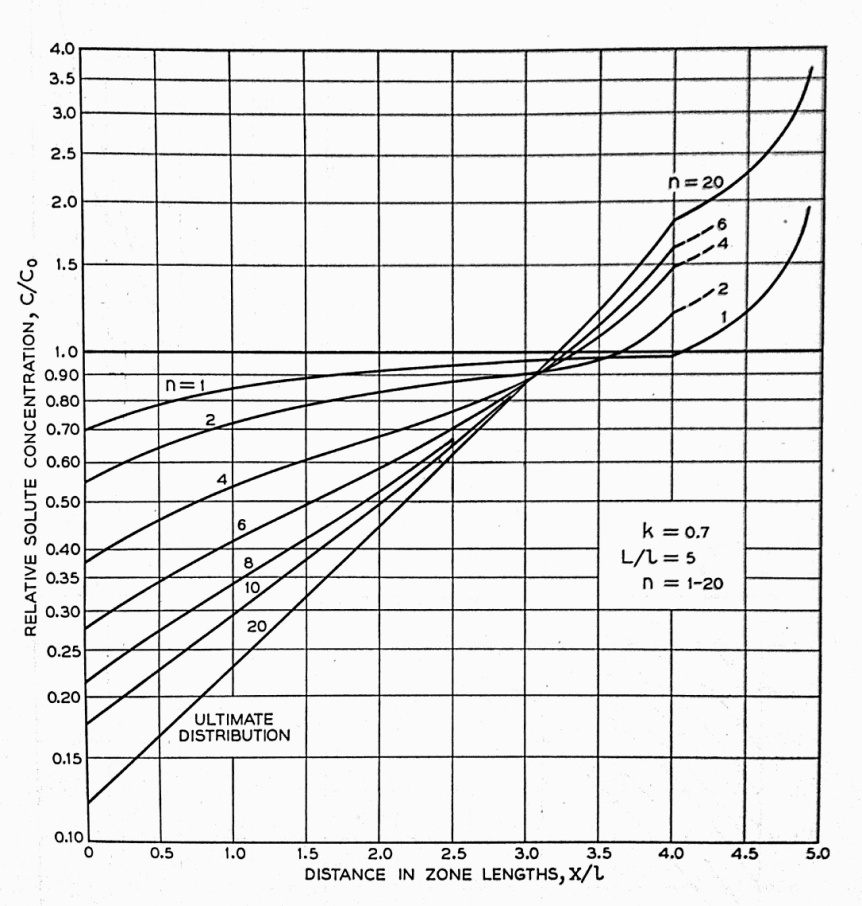 4.0
3.5
3.0
2.5
2.0
1.5
1.0
0.90
0.80
0.70
0.60
0.50
0.40
0.35
0.30
0.25
0.20
0.15
0.10
RELATIVE SOLUTE CONCENTRATION, C/C₀
n = 20
6
4
2
1
n = 1
2
4
6
8
10
20
k = 0.7
L/l = 5
n = 1-20
ULTIMATE
DISTRIBUTION
0 0.5 1.0 1.5 2.0 2.5 3.0 3.5 4.0 4.5 5.0
DISTANCE IN ZONE LENGTHS, X/l